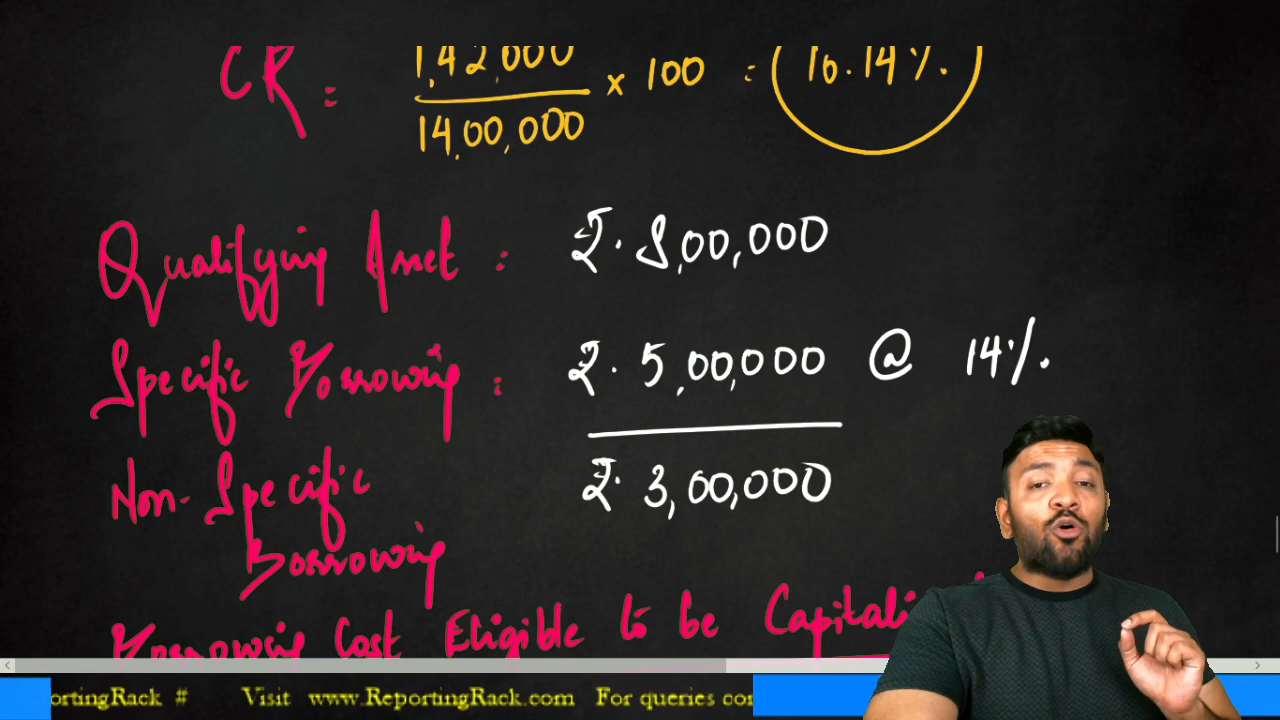 CR = 1,42,000 / 14,00,000 × 100 = 10.14%.
Qualifying Asset : ₹. 8,00,000
Specific Borrowing : ₹. 5,00,000 @ 14%.
Non-Specific Borrowing ₹. 3,00,000
Borrowing Cost Eligible to be
ortingRack # Visit www.ReportingRack.com For queries